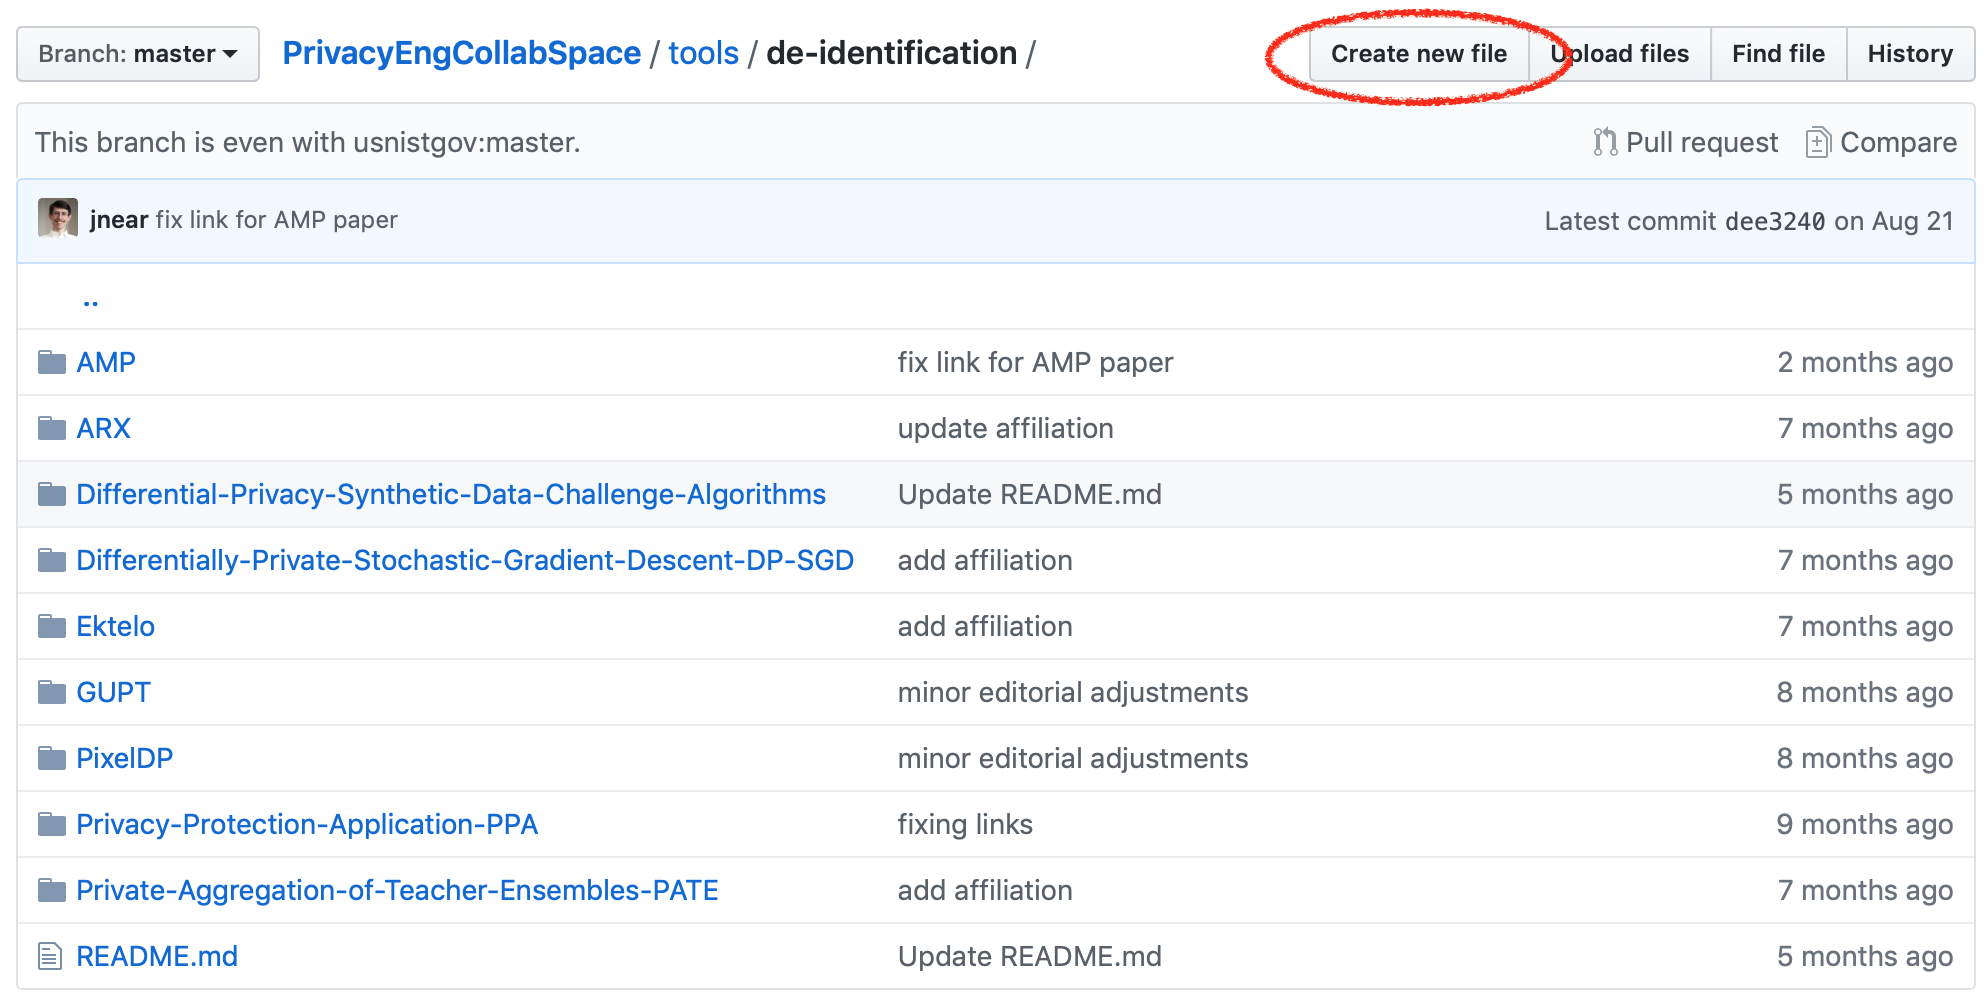 Branch: master PrivacyEngCollabSpace / tools / de-identification / Create new file Upload files Find file History
This branch is even with usnistgov:master. Pull request Compare
jnear fix link for AMP paper Latest commit dee3240 on Aug 21
..
AMP fix link for AMP paper 2 months ago
ARX update affiliation 7 months ago
Differential-Privacy-Synthetic-Data-Challenge-Algorithms Update README.md 5 months ago
Differentially-Private-Stochastic-Gradient-Descent-DP-SGD add affiliation 7 months ago
Ektelo add affiliation 7 months ago
GUPT minor editorial adjustments 8 months ago
PixelDP minor editorial adjustments 8 months ago
Privacy-Protection-Application-PPA fixing links 9 months ago
Private-Aggregation-of-Teacher-Ensembles-PATE add affiliation 7 months ago
README.md Update README.md 5 months ago